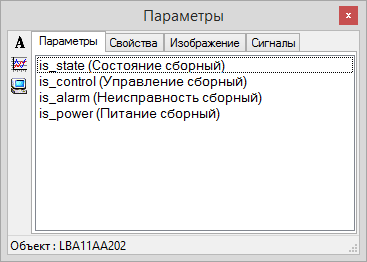 Параметры
x
A
Параметры Свойства Изображение Сигналы
is_state (Состояние сборный)
is_control (Управление сборный)
is_alarm (Неисправность сборный)
is_power (Питание сборный)
Объект : LBA11AA202